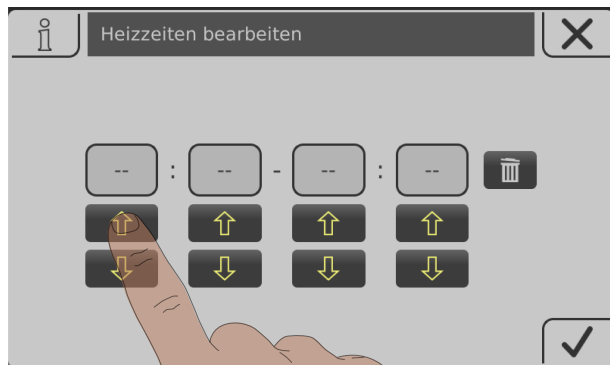 Heizzeiten bearbeiten
-- : -- - -- : --